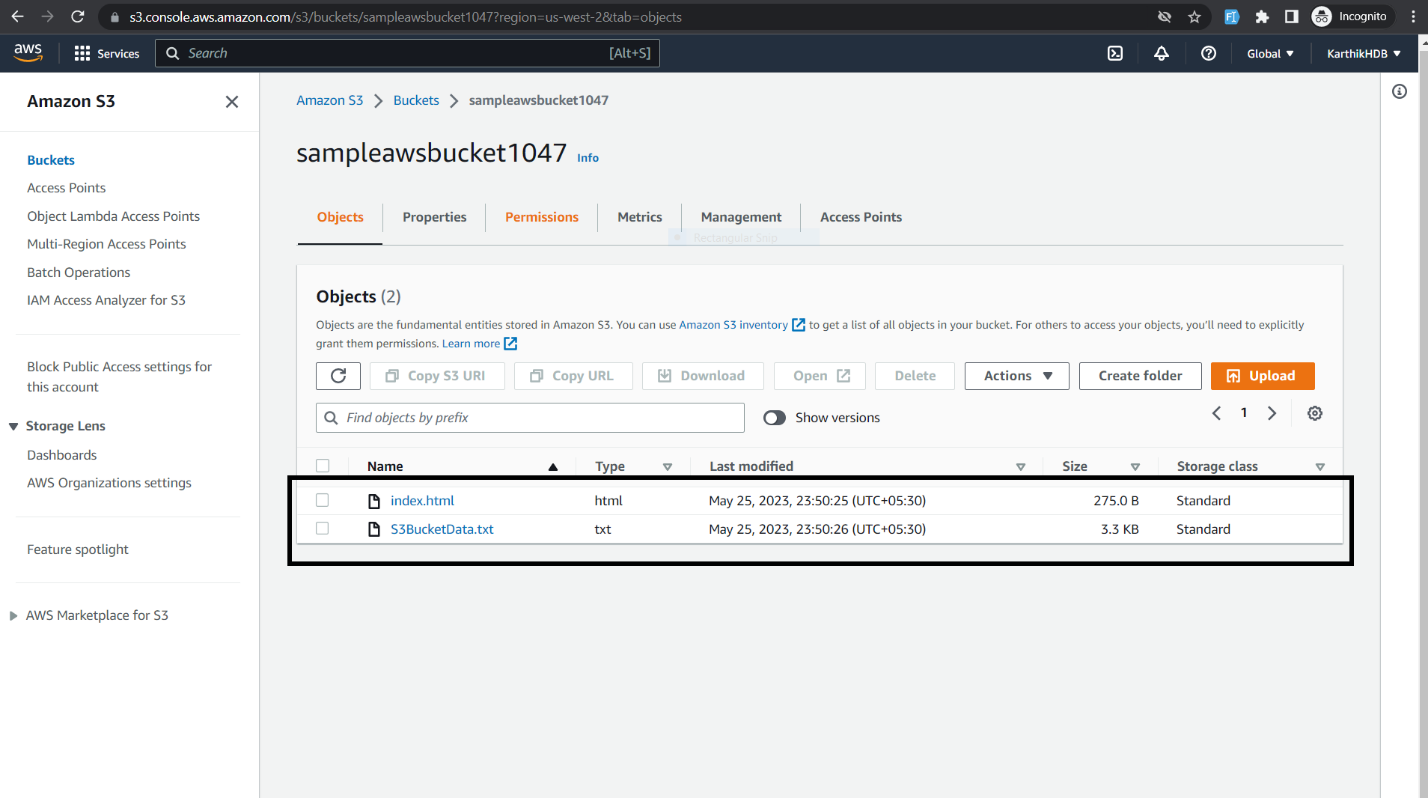 s3.console.aws.amazon.com/s3/buckets/sampleawsbucket1047?region=us-west-2&tab=objects
Incognito
aws
Services
Search
[Alt+S]
Global
KarthikHDB
Amazon S3
Buckets
Access Points
Object Lambda Access Points
Multi-Region Access Points
Batch Operations
IAM Access Analyzer for S3
Block Public Access settings for
this account
Storage Lens
Dashboards
AWS Organizations settings
Feature spotlight
AWS Marketplace for S3
Amazon S3 > Buckets > sampleawsbucket1047
sampleawsbucket1047 Info
Objects Properties Permissions Metrics Management Access Points
Rectangular Snip
Objects (2)
Objects are the fundamental entities stored in Amazon S3. You can use Amazon S3 inventory to get a list of all objects in your bucket. For others to access your objects, you'll need to explicitly
grant them permissions. Learn more
Copy S3 URI Copy URL Download Open Delete Actions Create folder Upload
Find objects by prefix Show versions 1
Name Type Last modified Size Storage class
index.html html May 25, 2023, 23:50:25 (UTC+05:30) 275.0 B Standard
S3BucketData.txt txt May 25, 2023, 23:50:26 (UTC+05:30) 3.3 KB Standard